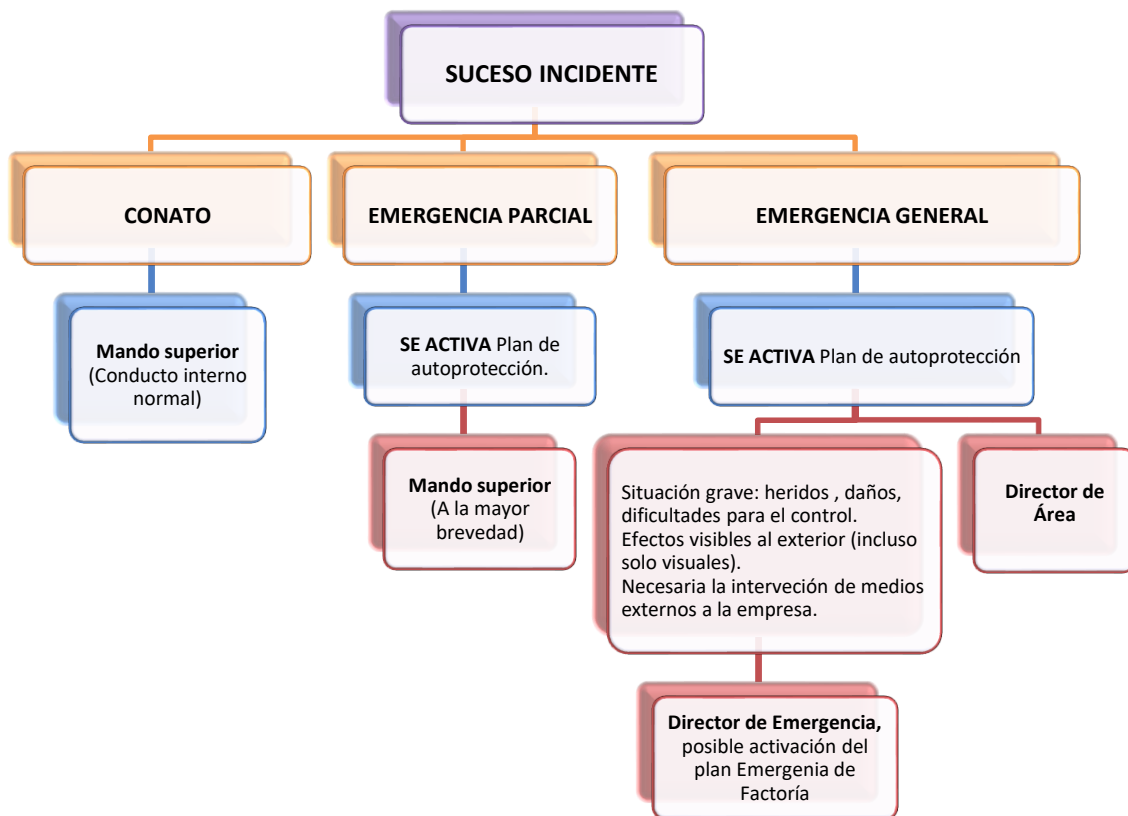 SUCESO INCIDENTE
CONATO
EMERGENCIA PARCIAL
EMERGENCIA GENERAL
Mando superior
(Conducto interno
normal)
SE ACTIVA Plan de
autoprotección.
SE ACTIVA Plan de autoprotección
Mando superior
(A la mayor
brevedad)
Situación grave: heridos , daños,
dificultades para el control.
Efectos visibles al exterior (incluso
solo visuales).
Necesaria la interveción de medios
externos a la empresa.
Director de
Área
Director de Emergencia,
posible activación del
plan Emergenia de
Factoría